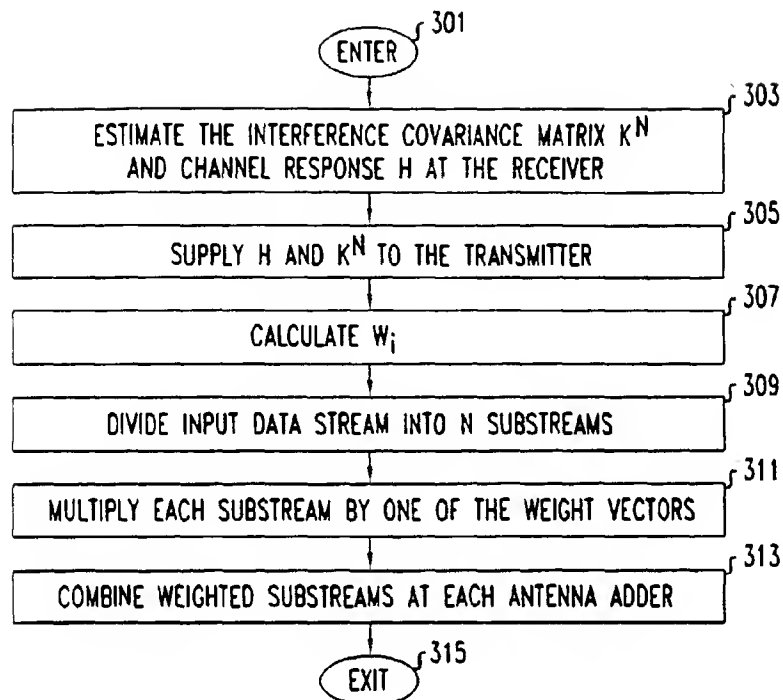 301
ENTER
303
ESTIMATE THE INTERFERENCE COVARIANCE MATRIX K^N
AND CHANNEL RESPONSE H AT THE RECEIVER
305
SUPPLY H AND K^N TO THE TRANSMITTER
307
CALCULATE W_i
309
DIVIDE INPUT DATA STREAM INTO N SUBSTREAMS
311
MULTIPLY EACH SUBSTREAM BY ONE OF THE WEIGHT VECTORS
313
COMBINE WEIGHTED SUBSTREAMS AT EACH ANTENNA ADDER
315
EXIT